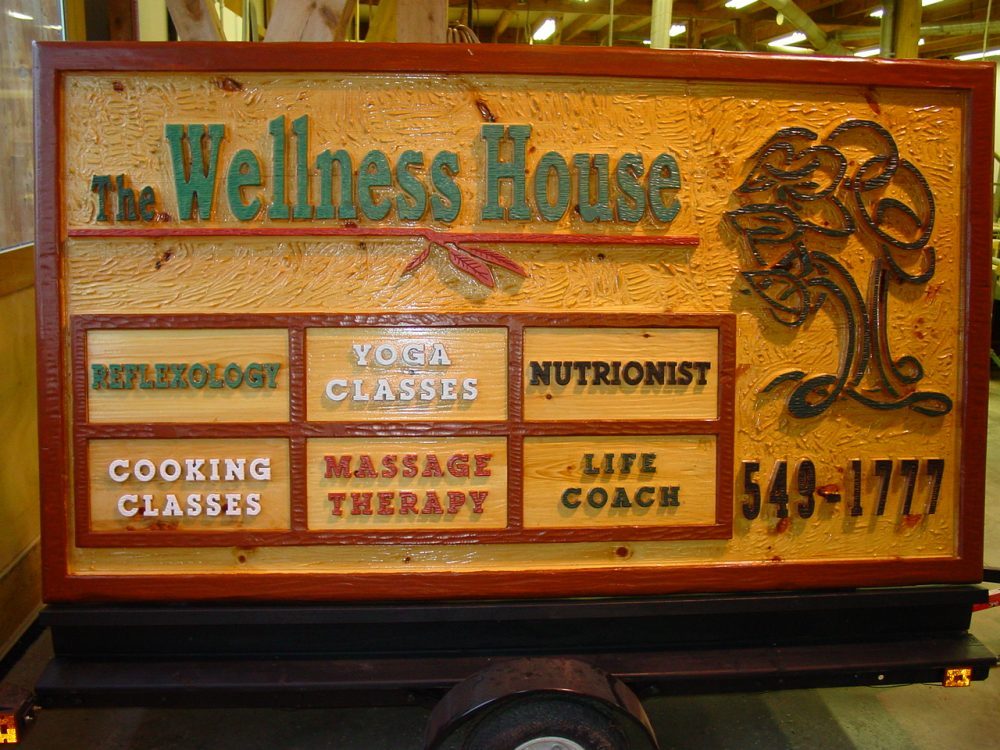 The Wellness House
REFLEXOLOGY
YOGA
CLASSES
NUTRIONIST
COOKING
CLASSES
MASSAGE
THERAPY
LIFE
COACH
549-1777